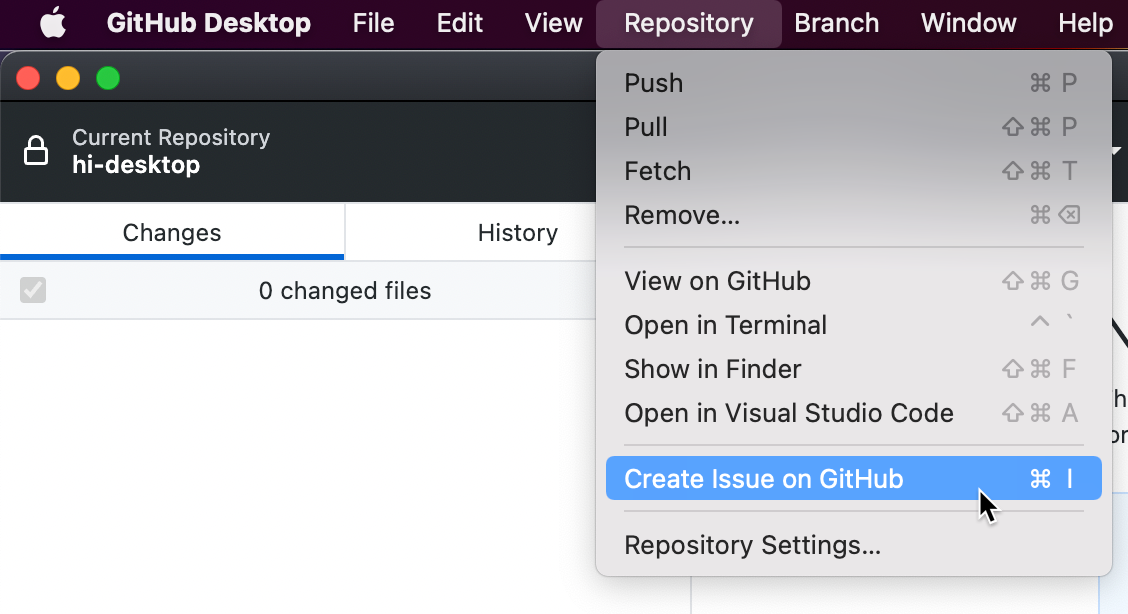 GitHub Desktop File Edit View Repository Branch Window Help
Current Repository
hi-desktop
Changes History
0 changed files
Push ⌘ P
Pull ⇧⌘ P
Fetch ⇧⌘ T
Remove... ⌘⌫
View on GitHub ⇧⌘ G
Open in Terminal ⌃ `
Show in Finder ⇧⌘ F
Open in Visual Studio Code ⇧⌘ A
Create Issue on GitHub ⌘ I
Repository Settings...